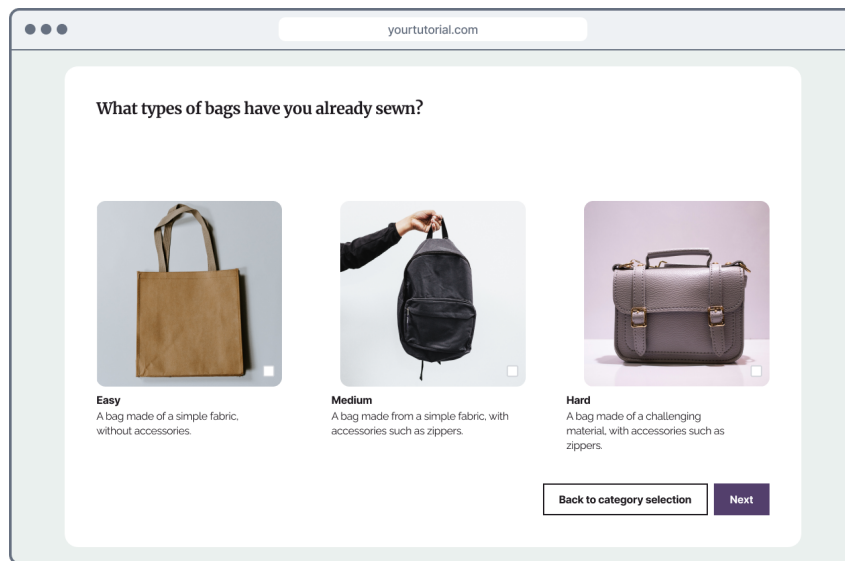 yourtutorial.com
What types of bags have you already sewn?
Easy
A bag made of a simple fabric,
without accessories.
Medium
A bag made from a simple fabric, with
accessories such as zippers.
Hard
A bag made of a challenging
material, with accessories such as
zippers.
Back to category selection
Next